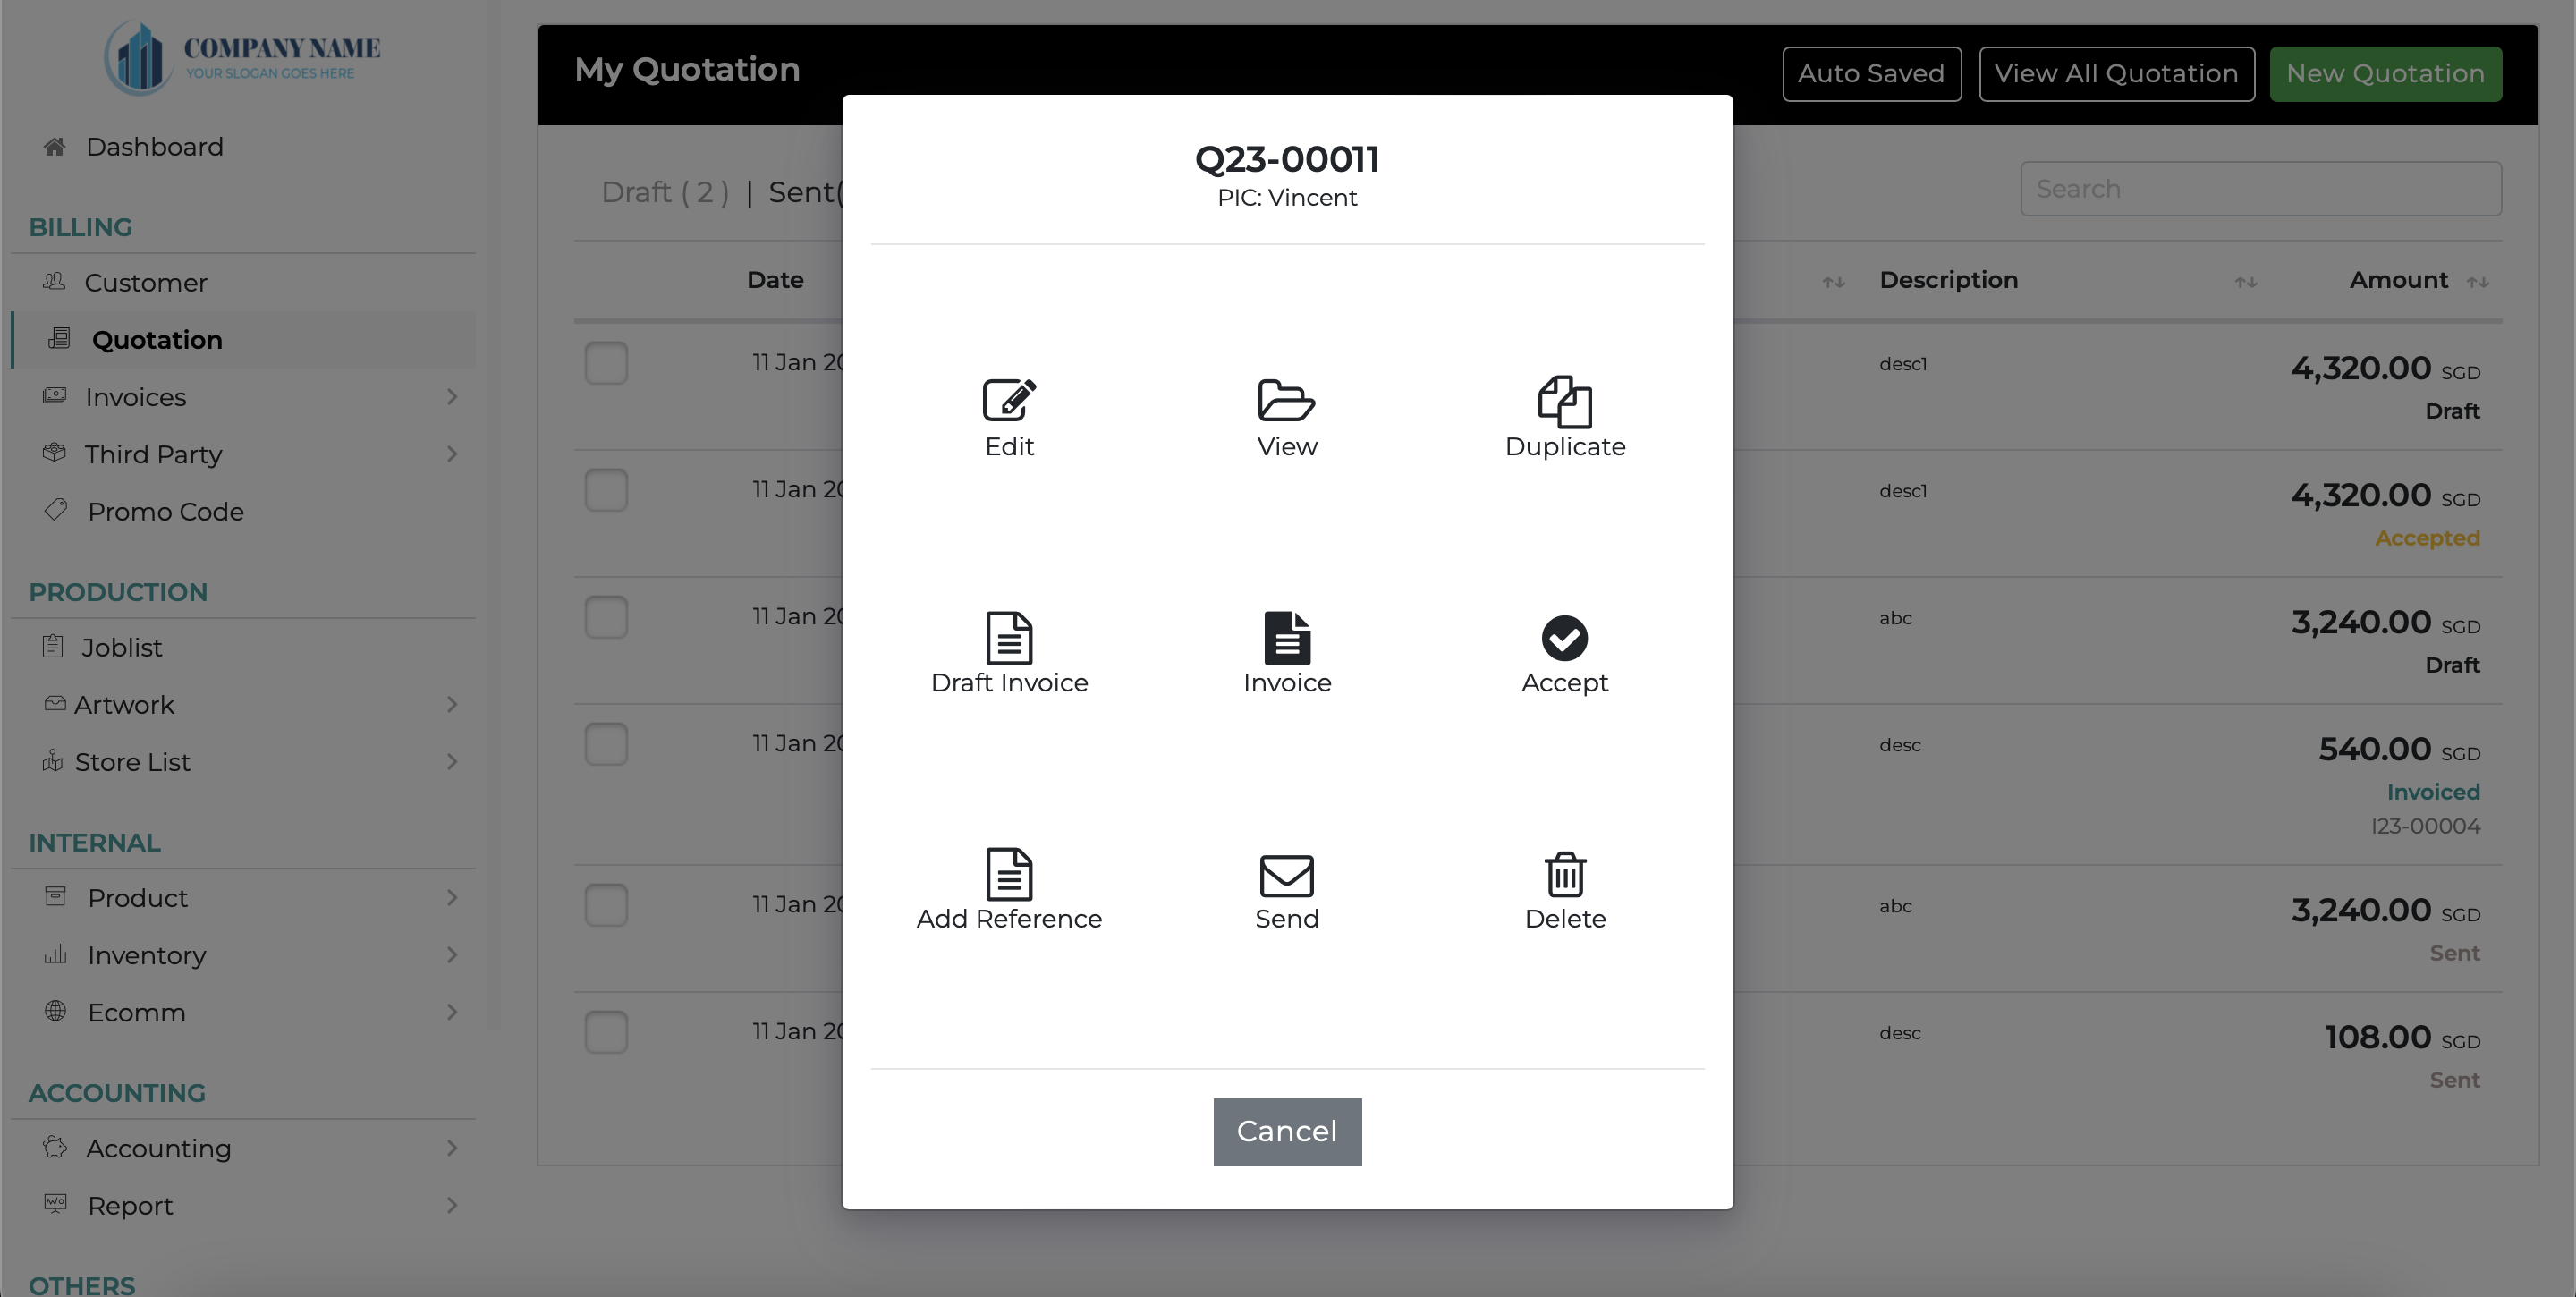 COMPANY NAME
YOUR SLOGAN GOES HERE
Dashboard
BILLING
Customer
Quotation
Invoices
Third Party
Promo Code
PRODUCTION
Joblist
Artwork
Store List
INTERNAL
Product
Inventory
Ecomm
ACCOUNTING
Accounting
Report
OTHERS
My Quotation
Auto Saved
View All Quotation
New Quotation
Draft ( 2 ) | Sent(
Search
Date
Description
Amount
11 Jan 20
desc1
4,320.00 SGD
Draft
11 Jan 20
desc1
4,320.00 SGD
Accepted
11 Jan 20
abc
3,240.00 SGD
Draft
11 Jan 20
desc
540.00 SGD
Invoiced
I23-00004
11 Jan 20
abc
3,240.00 SGD
Sent
11 Jan 20
desc
108.00 SGD
Sent
Q23-00011
PIC: Vincent
Edit
View
Duplicate
Draft Invoice
Invoice
Accept
Add Reference
Send
Delete
Cancel